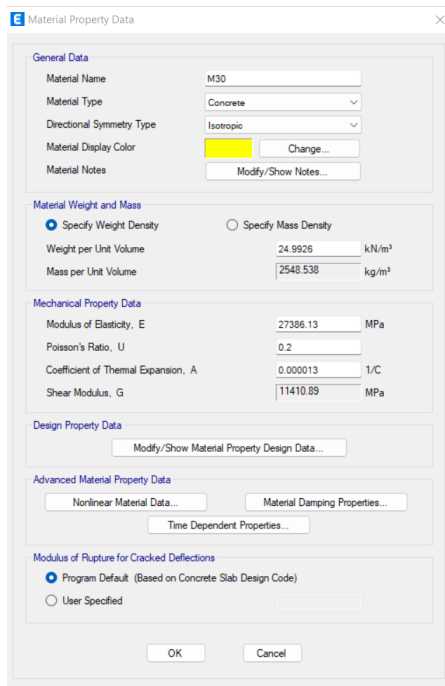 E Material Property Data
General Data
Material Name M30
Material Type Concrete
Directional Symmetry Type Isotropic
Material Display Color Change...
Material Notes Modify/Show Notes...
Material Weight and Mass
Specify Weight Density Specify Mass Density
Weight per Unit Volume 24.9926 kN/m³
Mass per Unit Volume 2548.538 kg/m³
Mechanical Property Data
Modulus of Elasticity, E 27386.13 MPa
Poisson's Ratio, U 0.2
Coefficient of Thermal Expansion, A 0.000013 1/C
Shear Modulus, G 11410.89 MPa
Design Property Data
Modify/Show Material Property Design Data...
Advanced Material Property Data
Nonlinear Material Data... Material Damping Properties...
Time Dependent Properties...
Modulus of Rupture for Cracked Deflections
Program Default (Based on Concrete Slab Design Code)
User Specified
OK Cancel